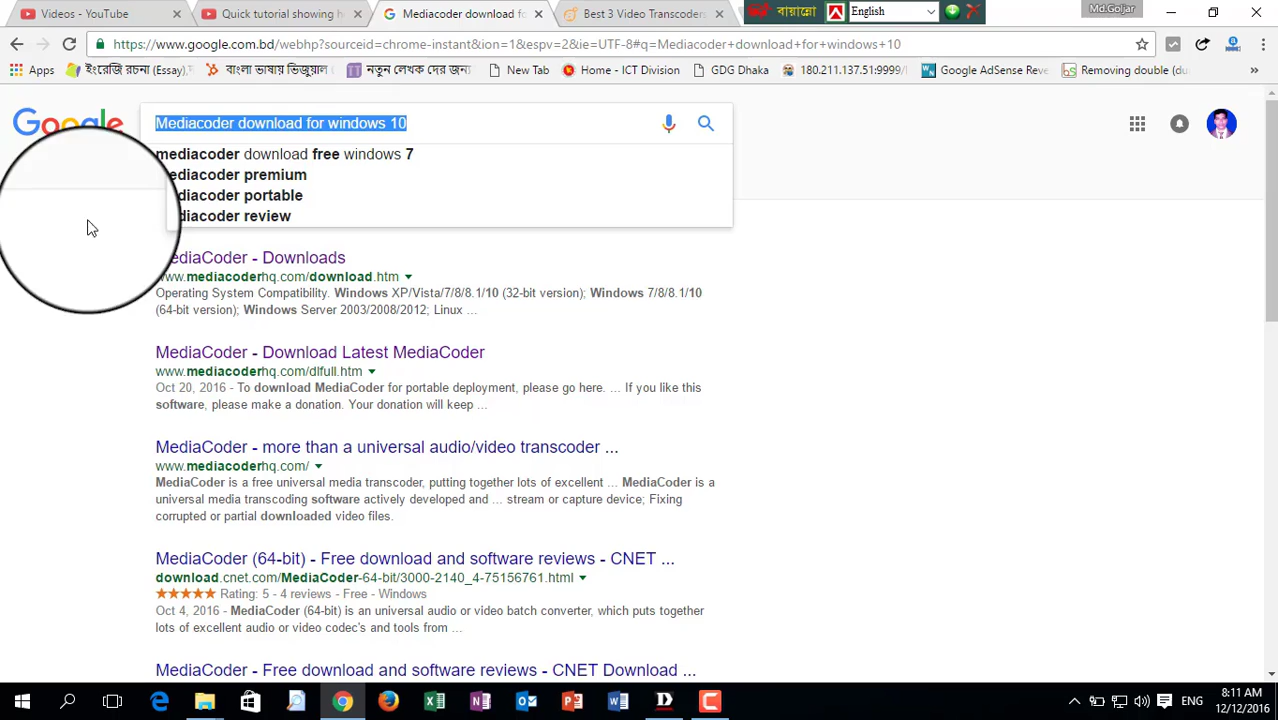 Videos - YouTube
Quick tutorial showing h
Mediacoder download fo
Best 3 Video Transcoder
বায়ান্নো
English
Md.Goljar
https://www.google.com.bd/webhp?sourceid=chrome-instant&ion=1&espv=2&ie=UTF-8#q=Mediacoder+download+for+windows+10
Apps
ইংরেজি রচনা (Essay),
বাংলা ভাষায় ভিজুয়াল
নতুন লেখক দের জন্য
New Tab
Home - ICT Division
GDG Dhaka
180.211.137.51:9999/
Google AdSense Reve
Removing double (du
»
Google
Mediacoder download for windows 10
mediacoder download free windows 7
ediacoder premium
diacoder portable
diacoder review
ediaCoder - Downloads
ww.mediacoderhq.com/download.htm
Operating System Compatibility. Windows XP/Vista/7/8/8.1/10 (32-bit version); Windows 7/8/8.1/10
(64-bit version); Windows Server 2003/2008/2012; Linux ...
MediaCoder - Download Latest MediaCoder
www.mediacoderhq.com/dlfull.htm
Oct 20, 2016 - To download MediaCoder for portable deployment, please go here. ... If you like this
software, please make a donation. Your donation will keep ...
MediaCoder - more than a universal audio/video transcoder ...
www.mediacoderhq.com/
MediaCoder is a free universal media transcoder, putting together lots of excellent ... MediaCoder is a
universal media transcoding software actively developed and ... stream or capture device; Fixing
corrupted or partial downloaded video files.
MediaCoder (64-bit) - Free download and software reviews - CNET ...
download.cnet.com/MediaCoder-64-bit/3000-2140_4-75156761.html
Rating: 5 - 4 reviews - Free - Windows
Oct 4, 2016 - MediaCoder (64-bit) is an universal audio or video batch converter, which puts together
lots of excellent audio or video codec's and tools from ...
MediaCoder - Free download and software reviews - CNET Download ...
ENG
8:11 AM
12/12/2016